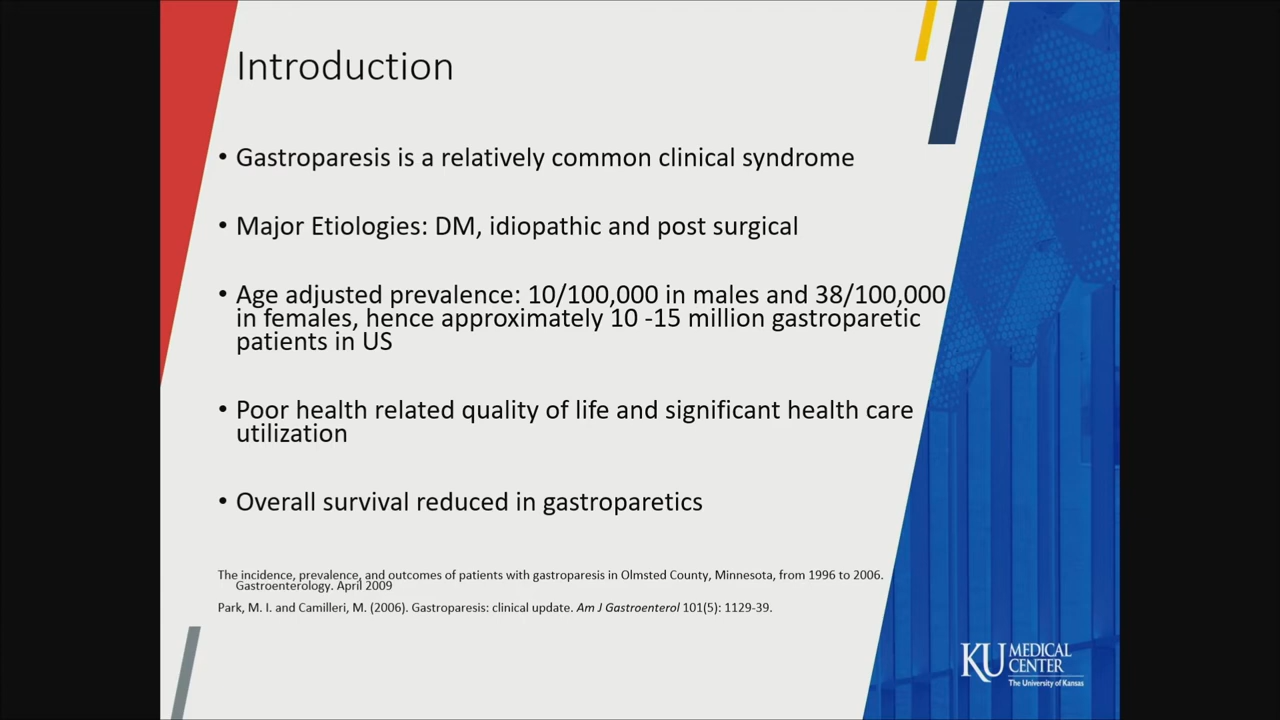 Introduction
• Gastroparesis is a relatively common clinical syndrome
• Major Etiologies: DM, idiopathic and post surgical
• Age adjusted prevalence: 10/100,000 in males and 38/100,000
in females, hence approximately 10 -15 million gastroparetic
patients in US
• Poor health related quality of life and significant health care
utilization
• Overall survival reduced in gastroparetics
The incidence, prevalence, and outcomes of patients with gastroparesis in Olmsted County, Minnesota, from 1996 to 2006.
Gastroenterology. April 2009
Park, M. I. and Camilleri, M. (2006). Gastroparesis: clinical update. Am J Gastroenterol 101(5): 1129-39.
KU MEDICAL
CENTER
The University of Kansas